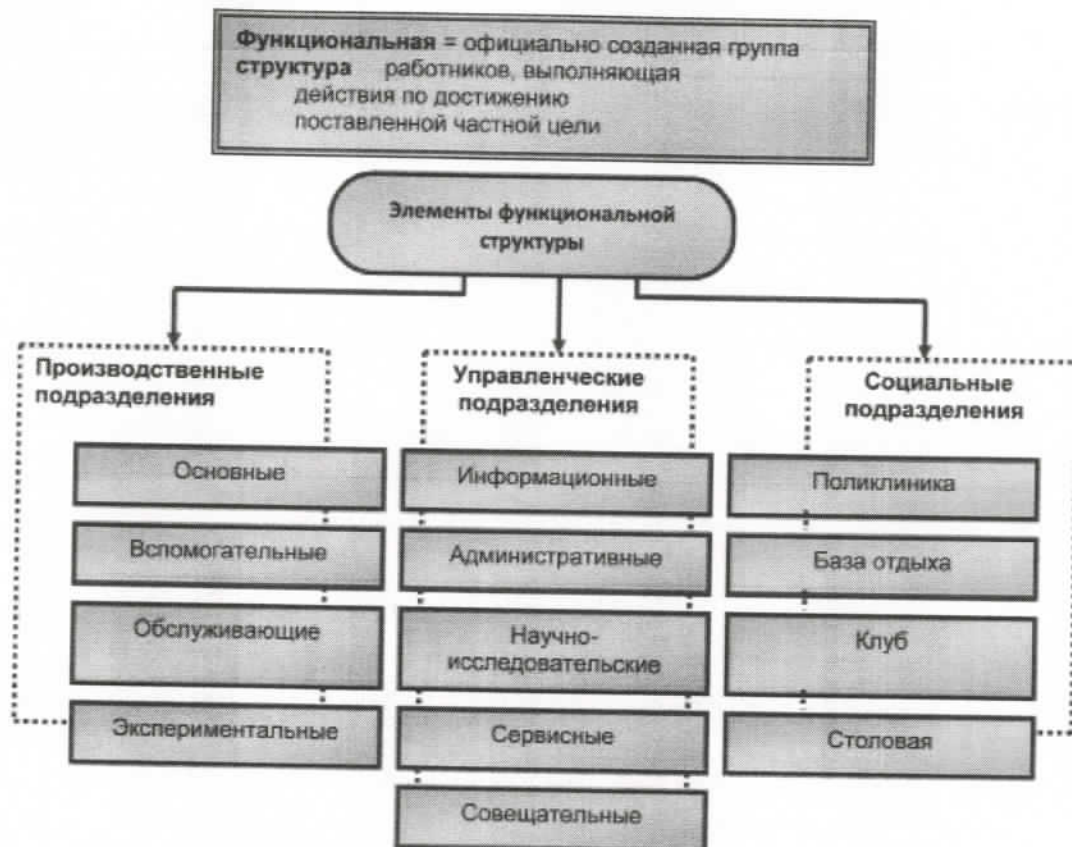 Функциональная = официально созданная группа
структура работников, выполняющая
действия по достижению
поставленной частной цели
Элементы функциональной
структуры
Производственные
подразделения
Основные
Вспомогательные
Обслуживающие
Экспериментальные
Управленческие
подразделения
Информационные
Административные
Научно-
исследовательские
Сервисные
Совещательные
Социальные
подразделения
Поликлиника
База отдыха
Клуб
Столовая